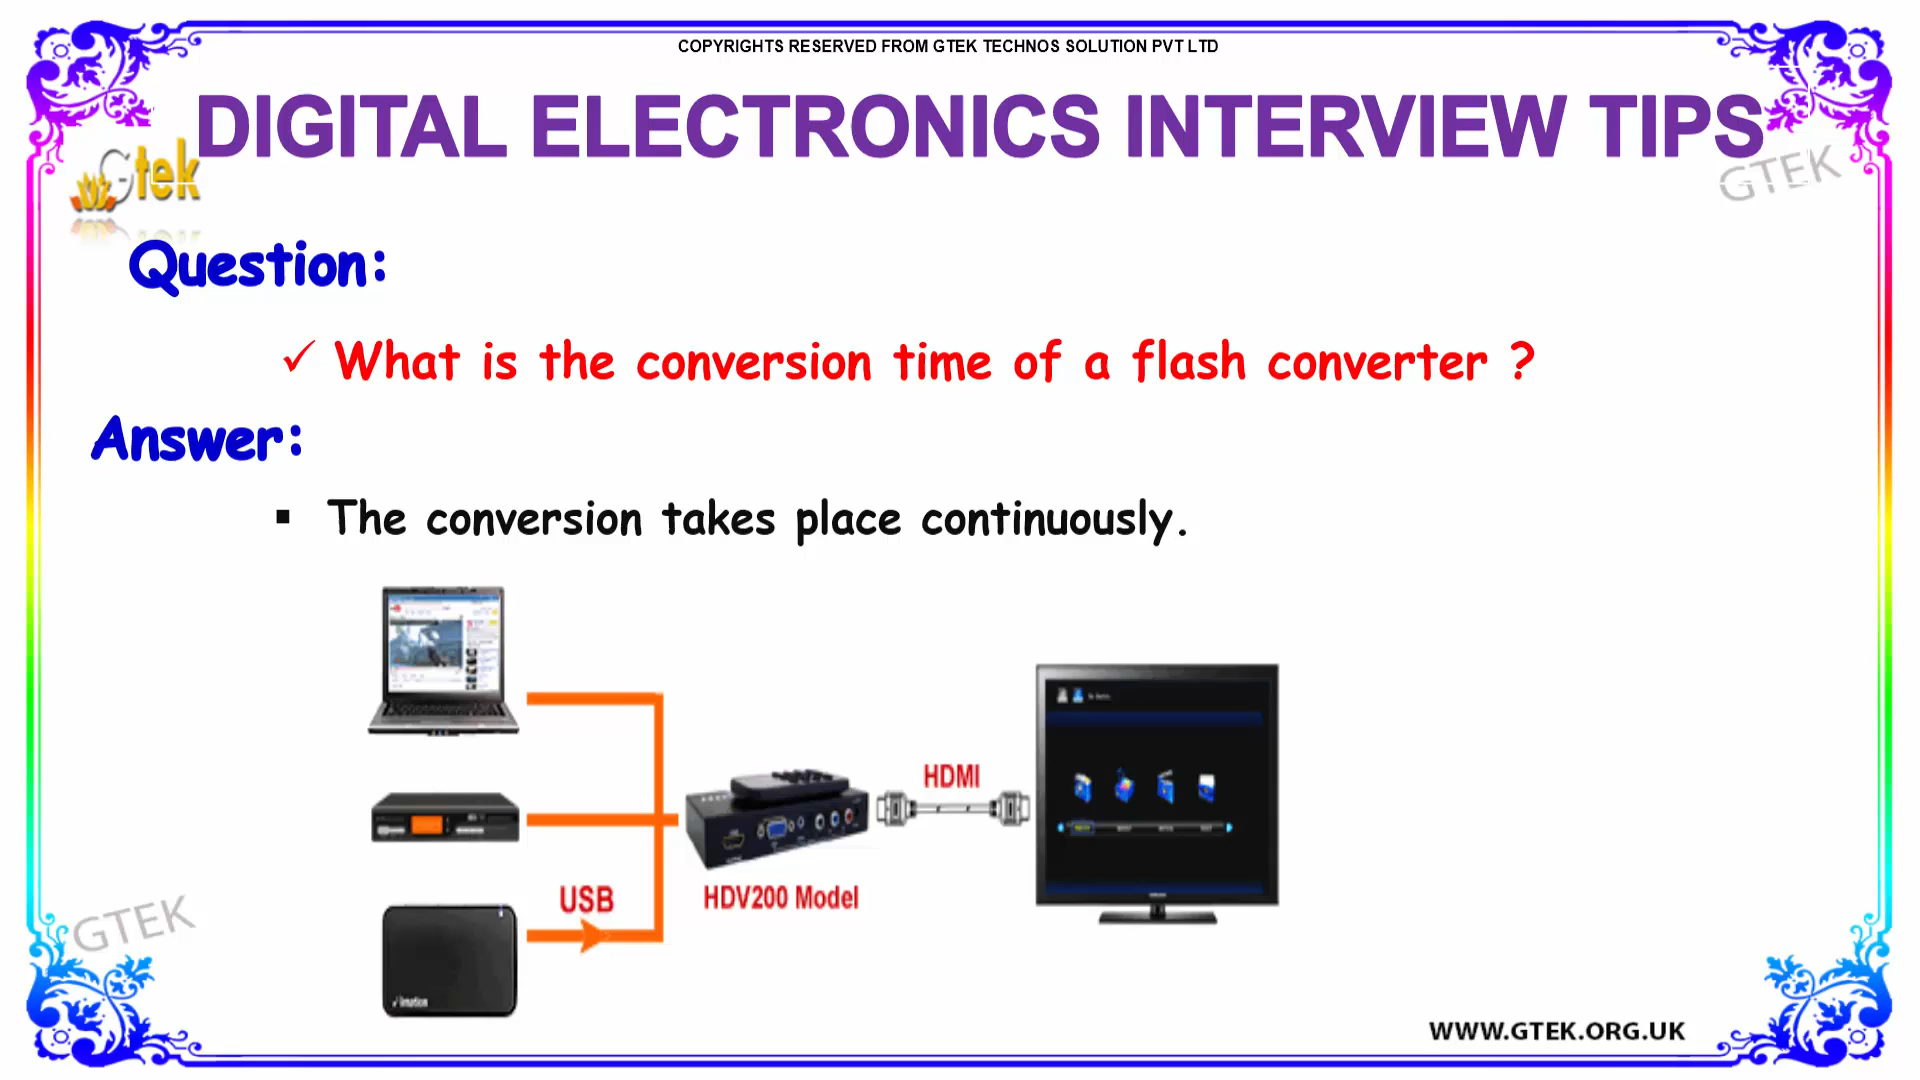 COPYRIGHTS RESERVED FROM GTEK TECHNOS SOLUTION PVT LTD
DIGITAL ELECTRONICS INTERVIEW TIPS
Gtek
GTEK
Question:
✓ What is the conversion time of a flash converter ?
Answer:
▪ The conversion takes place continuously.
HDMI
USB
HDV200 Model
GTEK
imation
WWW.GTEK.ORG.UK